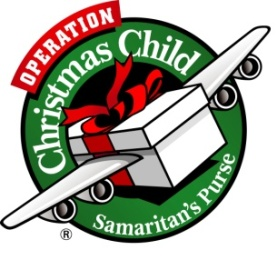 OPERATION
Christmas Child
Samaritan's Purse
®